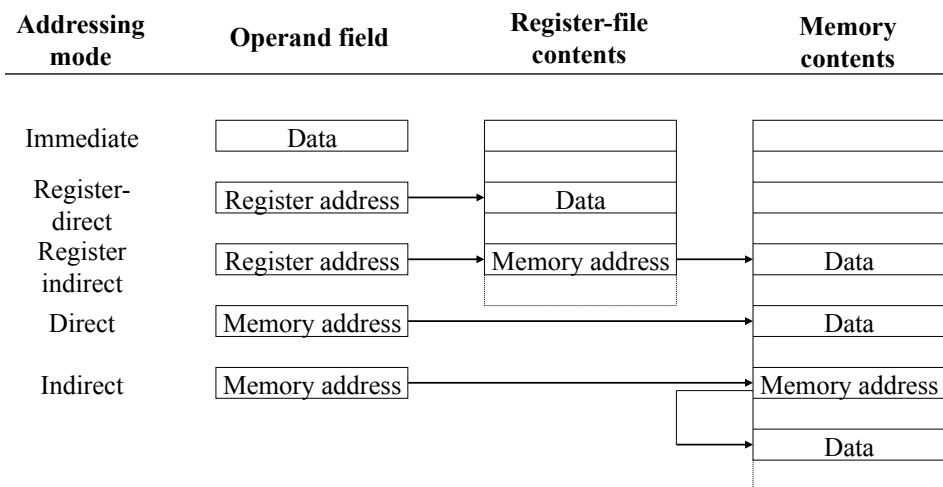 Addressing mode
Operand field
Register-file contents
Memory contents
Immediate
Data
Register-direct
Register address
Data
Register indirect
Register address
Memory address
Data
Direct
Memory address
Data
Indirect
Memory address
Memory address
Data